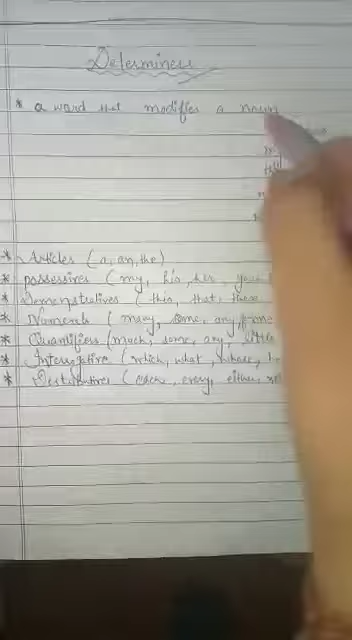 Determiners
* a word that modifies a noun
* Articles (a, an, the)
* possessives (my, his, her, your
* Demonstratives (this, that, these
* Numerals (many, some, any,
* Quantifiers (much, some, any, little
* Interrogative (which, what, whose,
* Distributives (each, every, either,